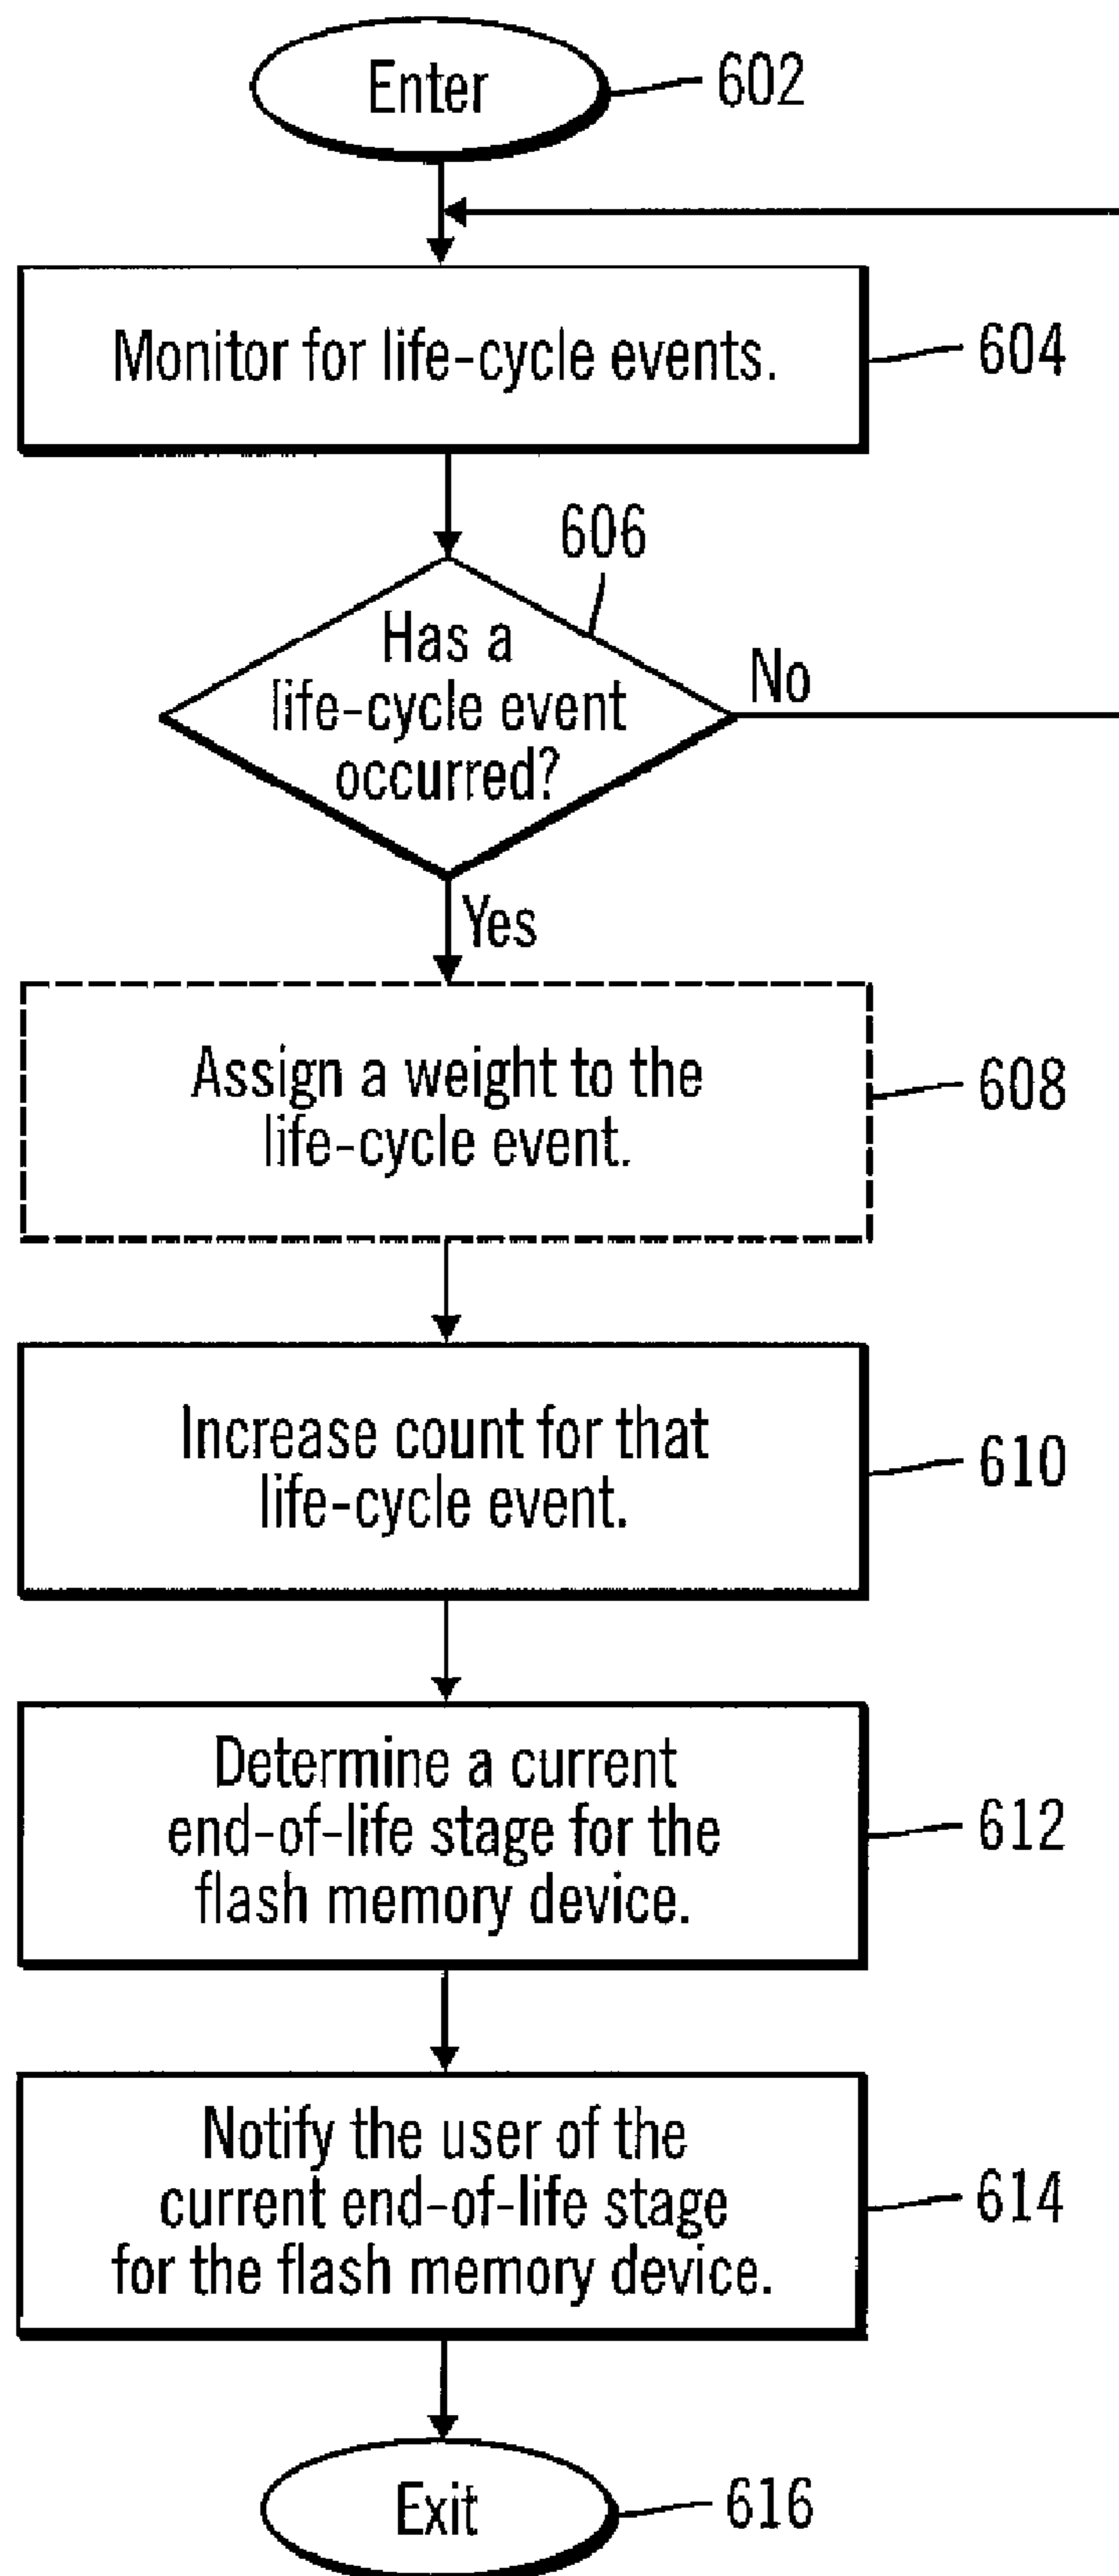 Enter
602
Monitor for life-cycle events.
604
606
Has a
life-cycle event
occurred?
No
Yes
Assign a weight to the
life-cycle event.
608
Increase count for that
life-cycle event.
610
Determine a current
end-of-life stage for the
flash memory device.
612
Notify the user of the
current end-of-life stage
for the flash memory device.
614
Exit
616